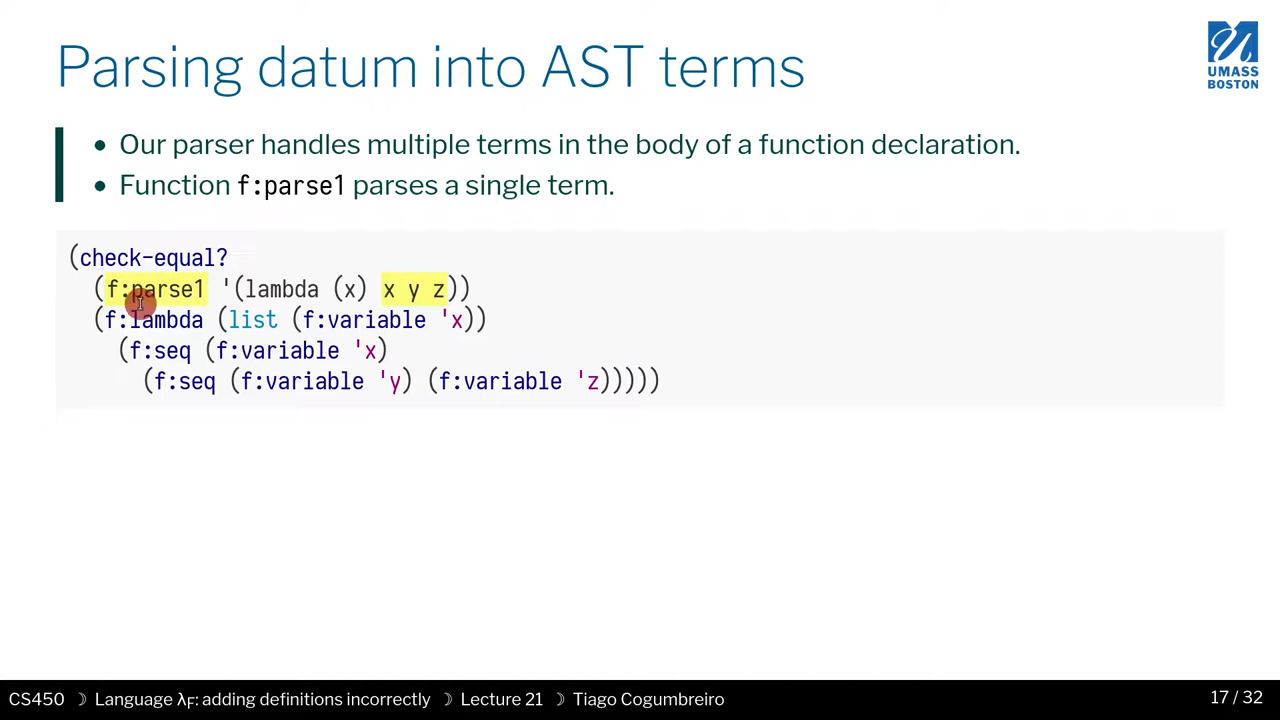 Parsing datum into AST terms
UMASS
BOSTON
• Our parser handles multiple terms in the body of a function declaration.
• Function f:parse1 parses a single term.
(check-equal?
(f:parse1 '(lambda (x) x y z))
(f:lambda (list (f:variable 'x))
(f:seq (f:variable 'x)
(f:seq (f:variable 'y) (f:variable 'z)))))
CS450 ☽ Language λF: adding definitions incorrectly ☽ Lecture 21 ☽ Tiago Cogumbreiro
17 / 32